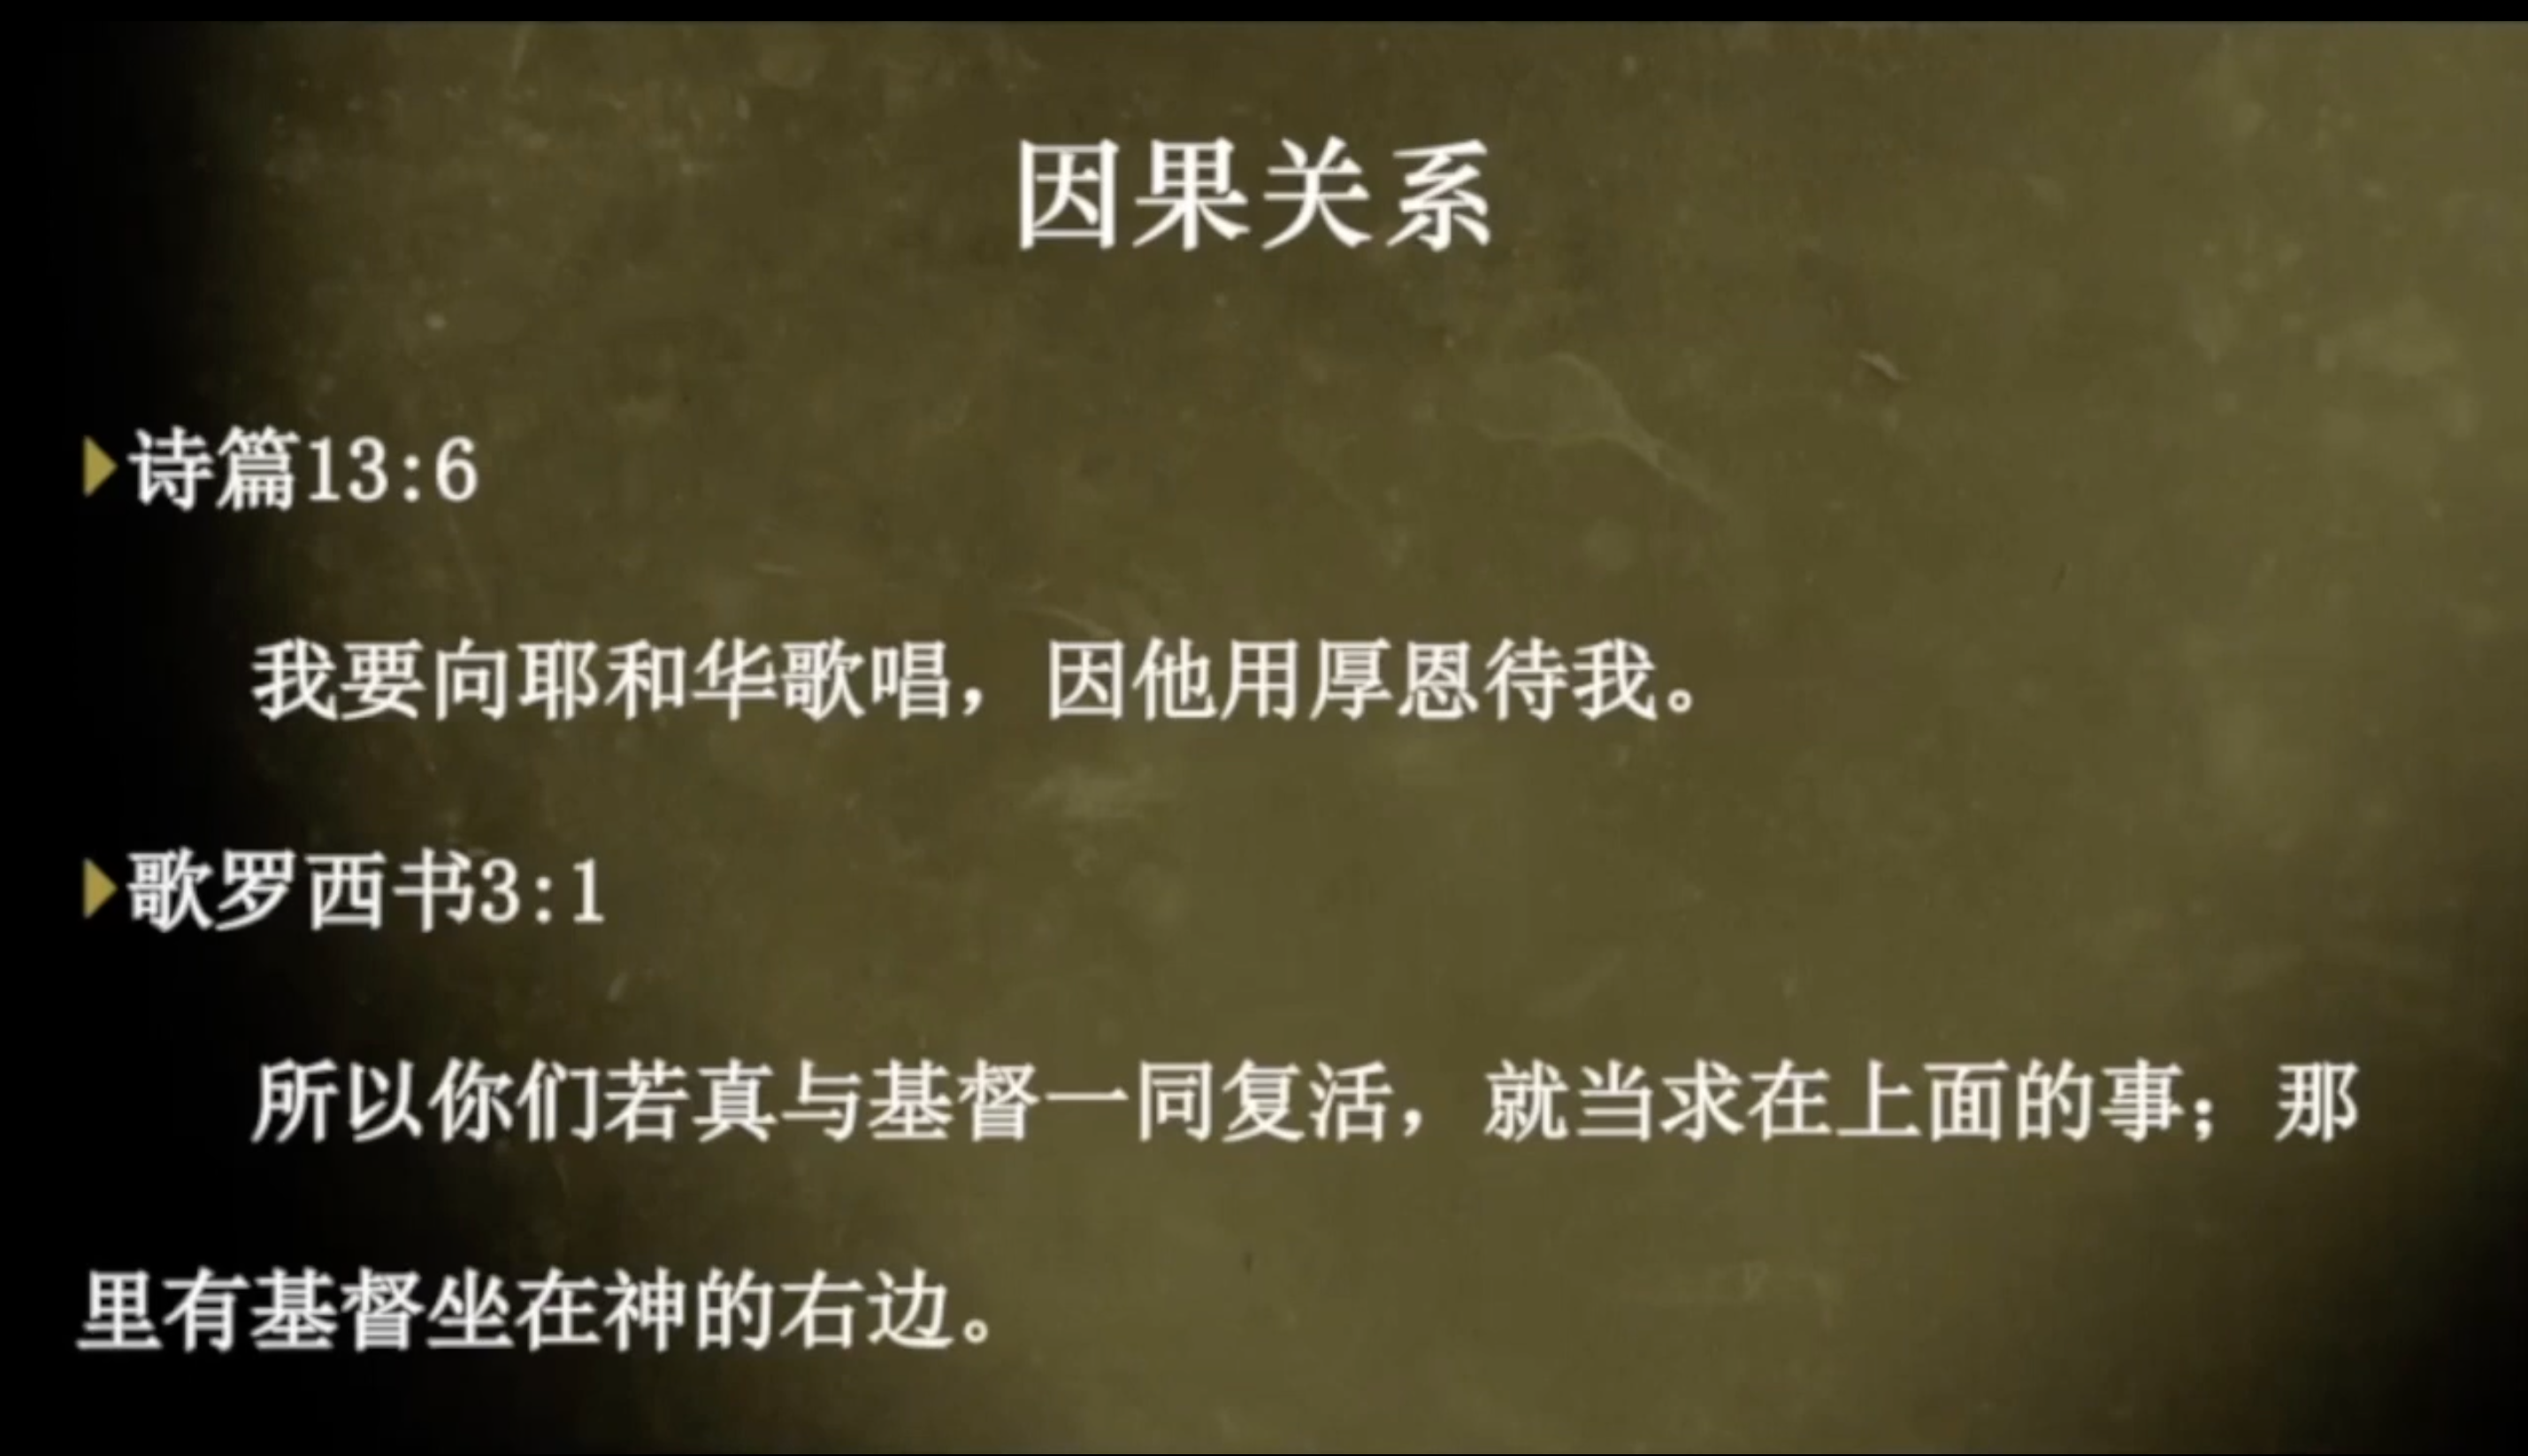 因果关系
诗篇13:6
我要向耶和华歌唱，因他用厚恩待我。
歌罗西书3:1
所以你们若真与基督一同复活，就当求在上面的事；那
里有基督坐在神的右边。